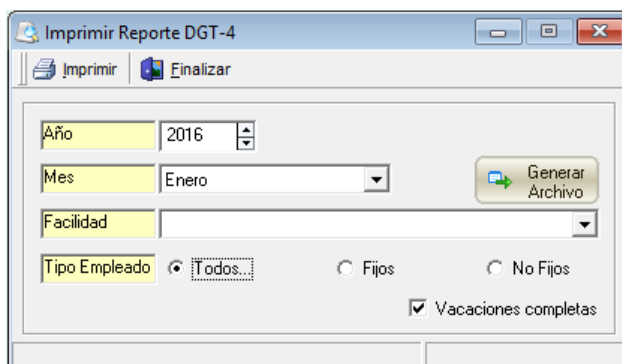 Imprimir Reporte DGT-4
Imprimir Finalizar
Año 2016
Mes Enero
Generar
Archivo
Facilidad
Tipo Empleado Todos... Fijos No Fijos
Vacaciones completas